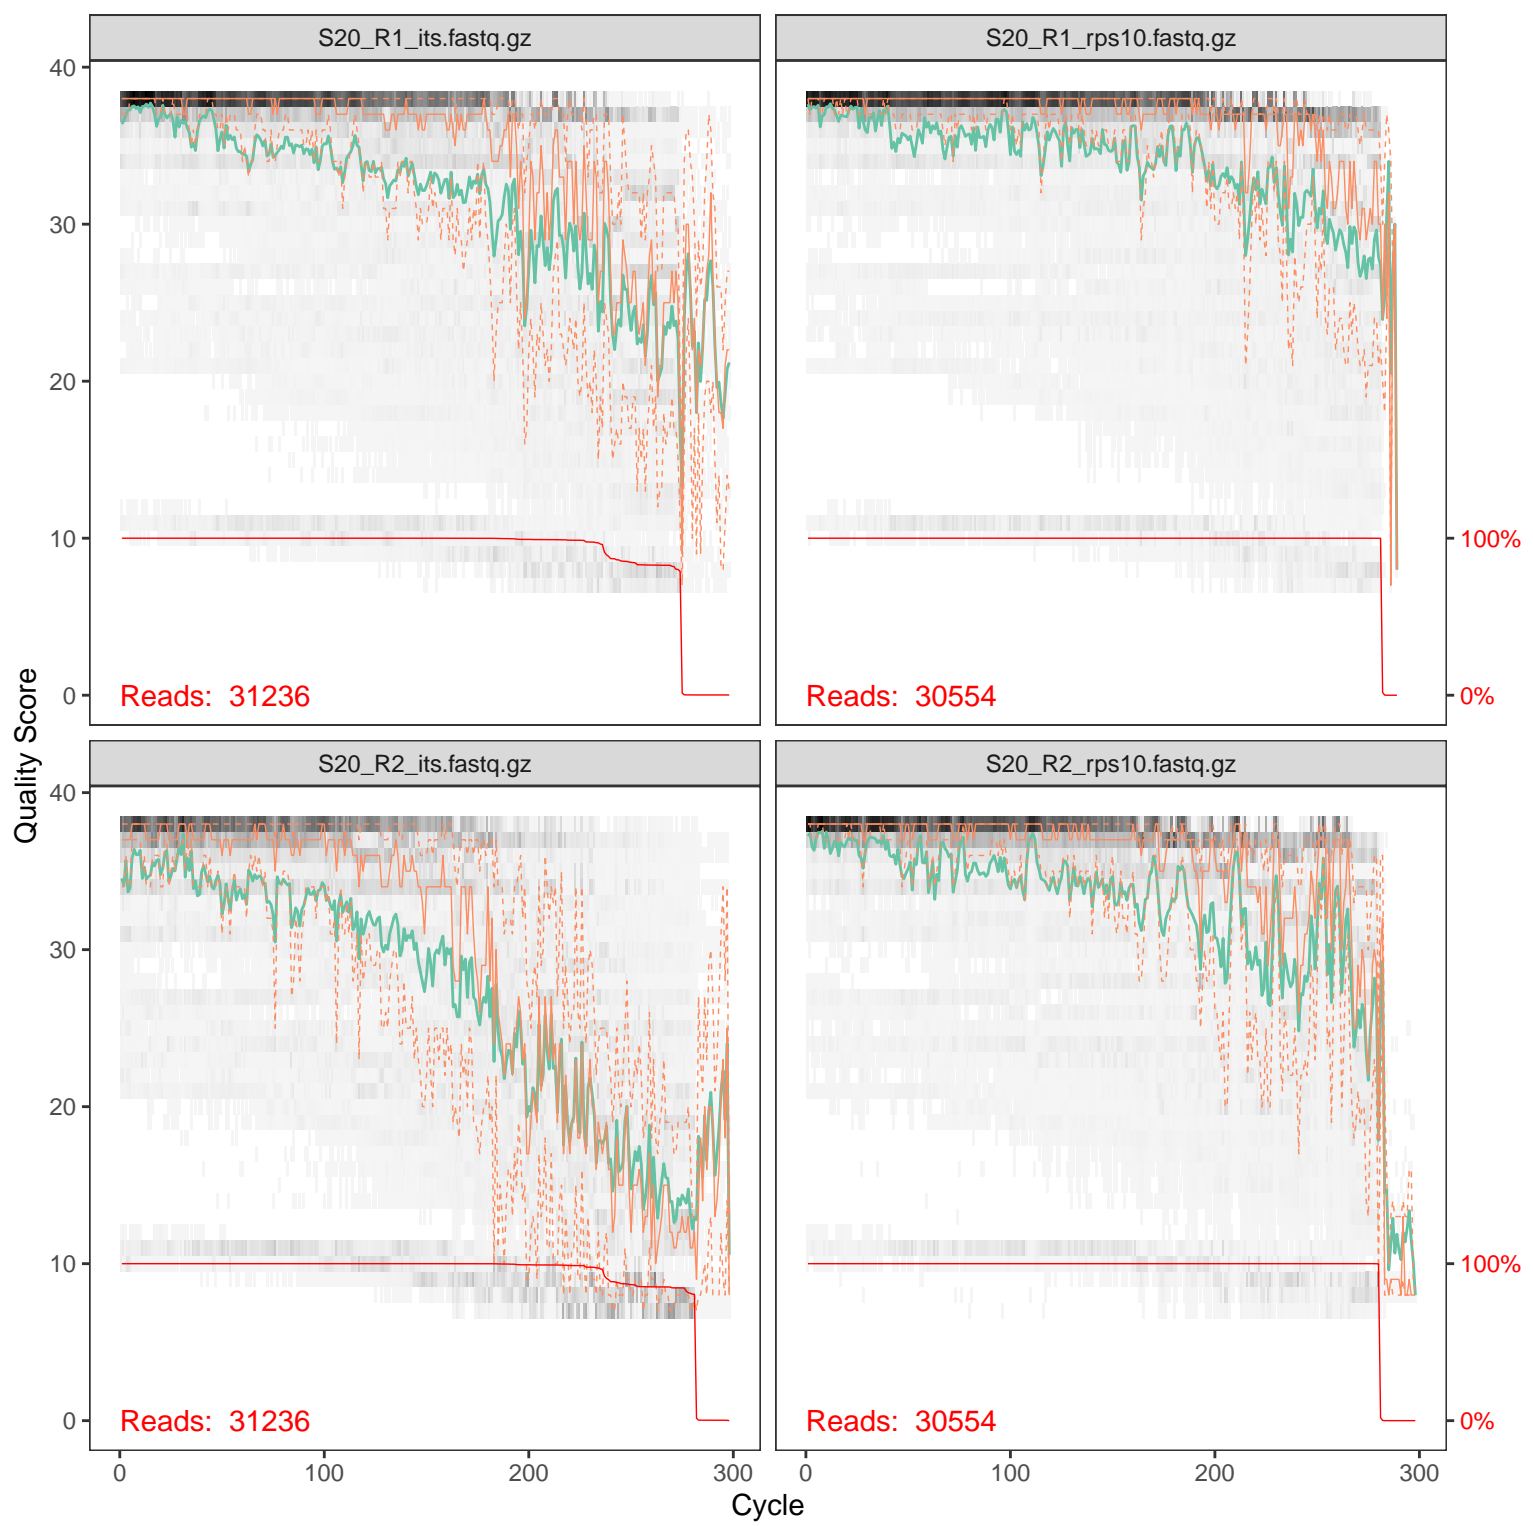 S20_R1_its.fastq.gz
S20_R1_rps10.fastq.gz
40
30
20
10
0
100%
0%
Reads: 31236
Reads: 30554
Quality Score
S20_R2_its.fastq.gz
S20_R2_rps10.fastq.gz
40
30
20
10
0
100%
0%
Reads: 31236
Reads: 30554
0
100
200
300
0
100
200
300
Cycle